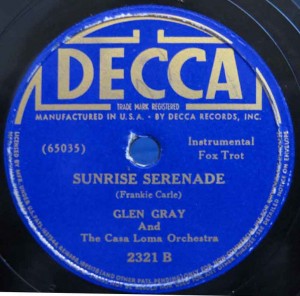 DECCA
TRADE MARK REGISTERED
MANUFACTURED IN U.S.A. - BY DECCA RECORDS, INC.
(65035)
Instrumental
Fox Trot
SUNRISE SERENADE
(Frankie Carle)
GLEN GRAY
And
The Casa Loma Orchestra
2321 B